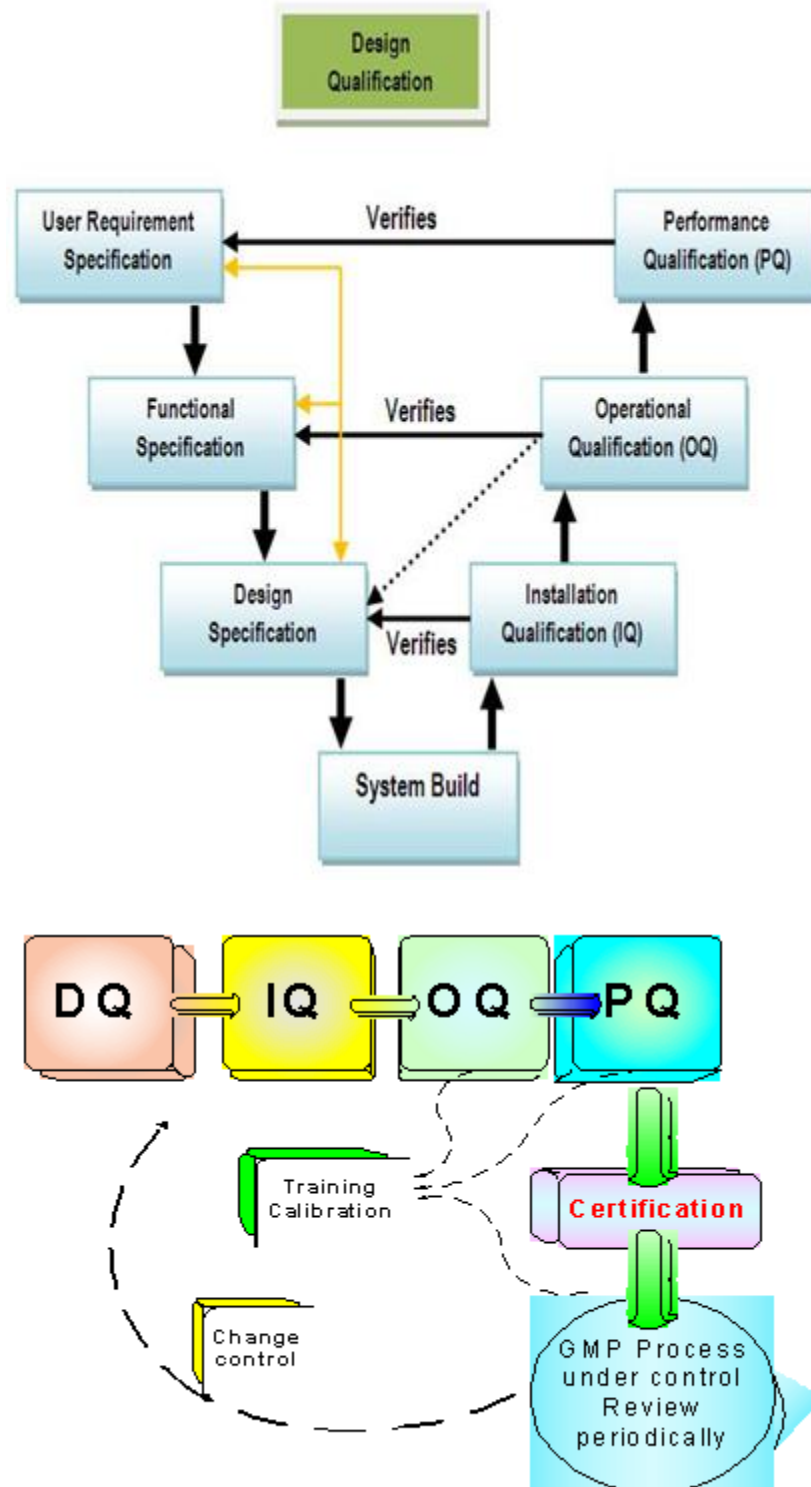 Design
Qualification
User Requirement
Specification
Verifies
Performance
Qualification (PQ)
Functional
Specification
Verifies
Operational
Qualification (OQ)
Design
Specification
Verifies
Installation
Qualification (IQ)
System Build
DQ
IQ
OQ
PQ
Training
Calibration
Certification
Change
control
GMP Process
under control
Review
periodically